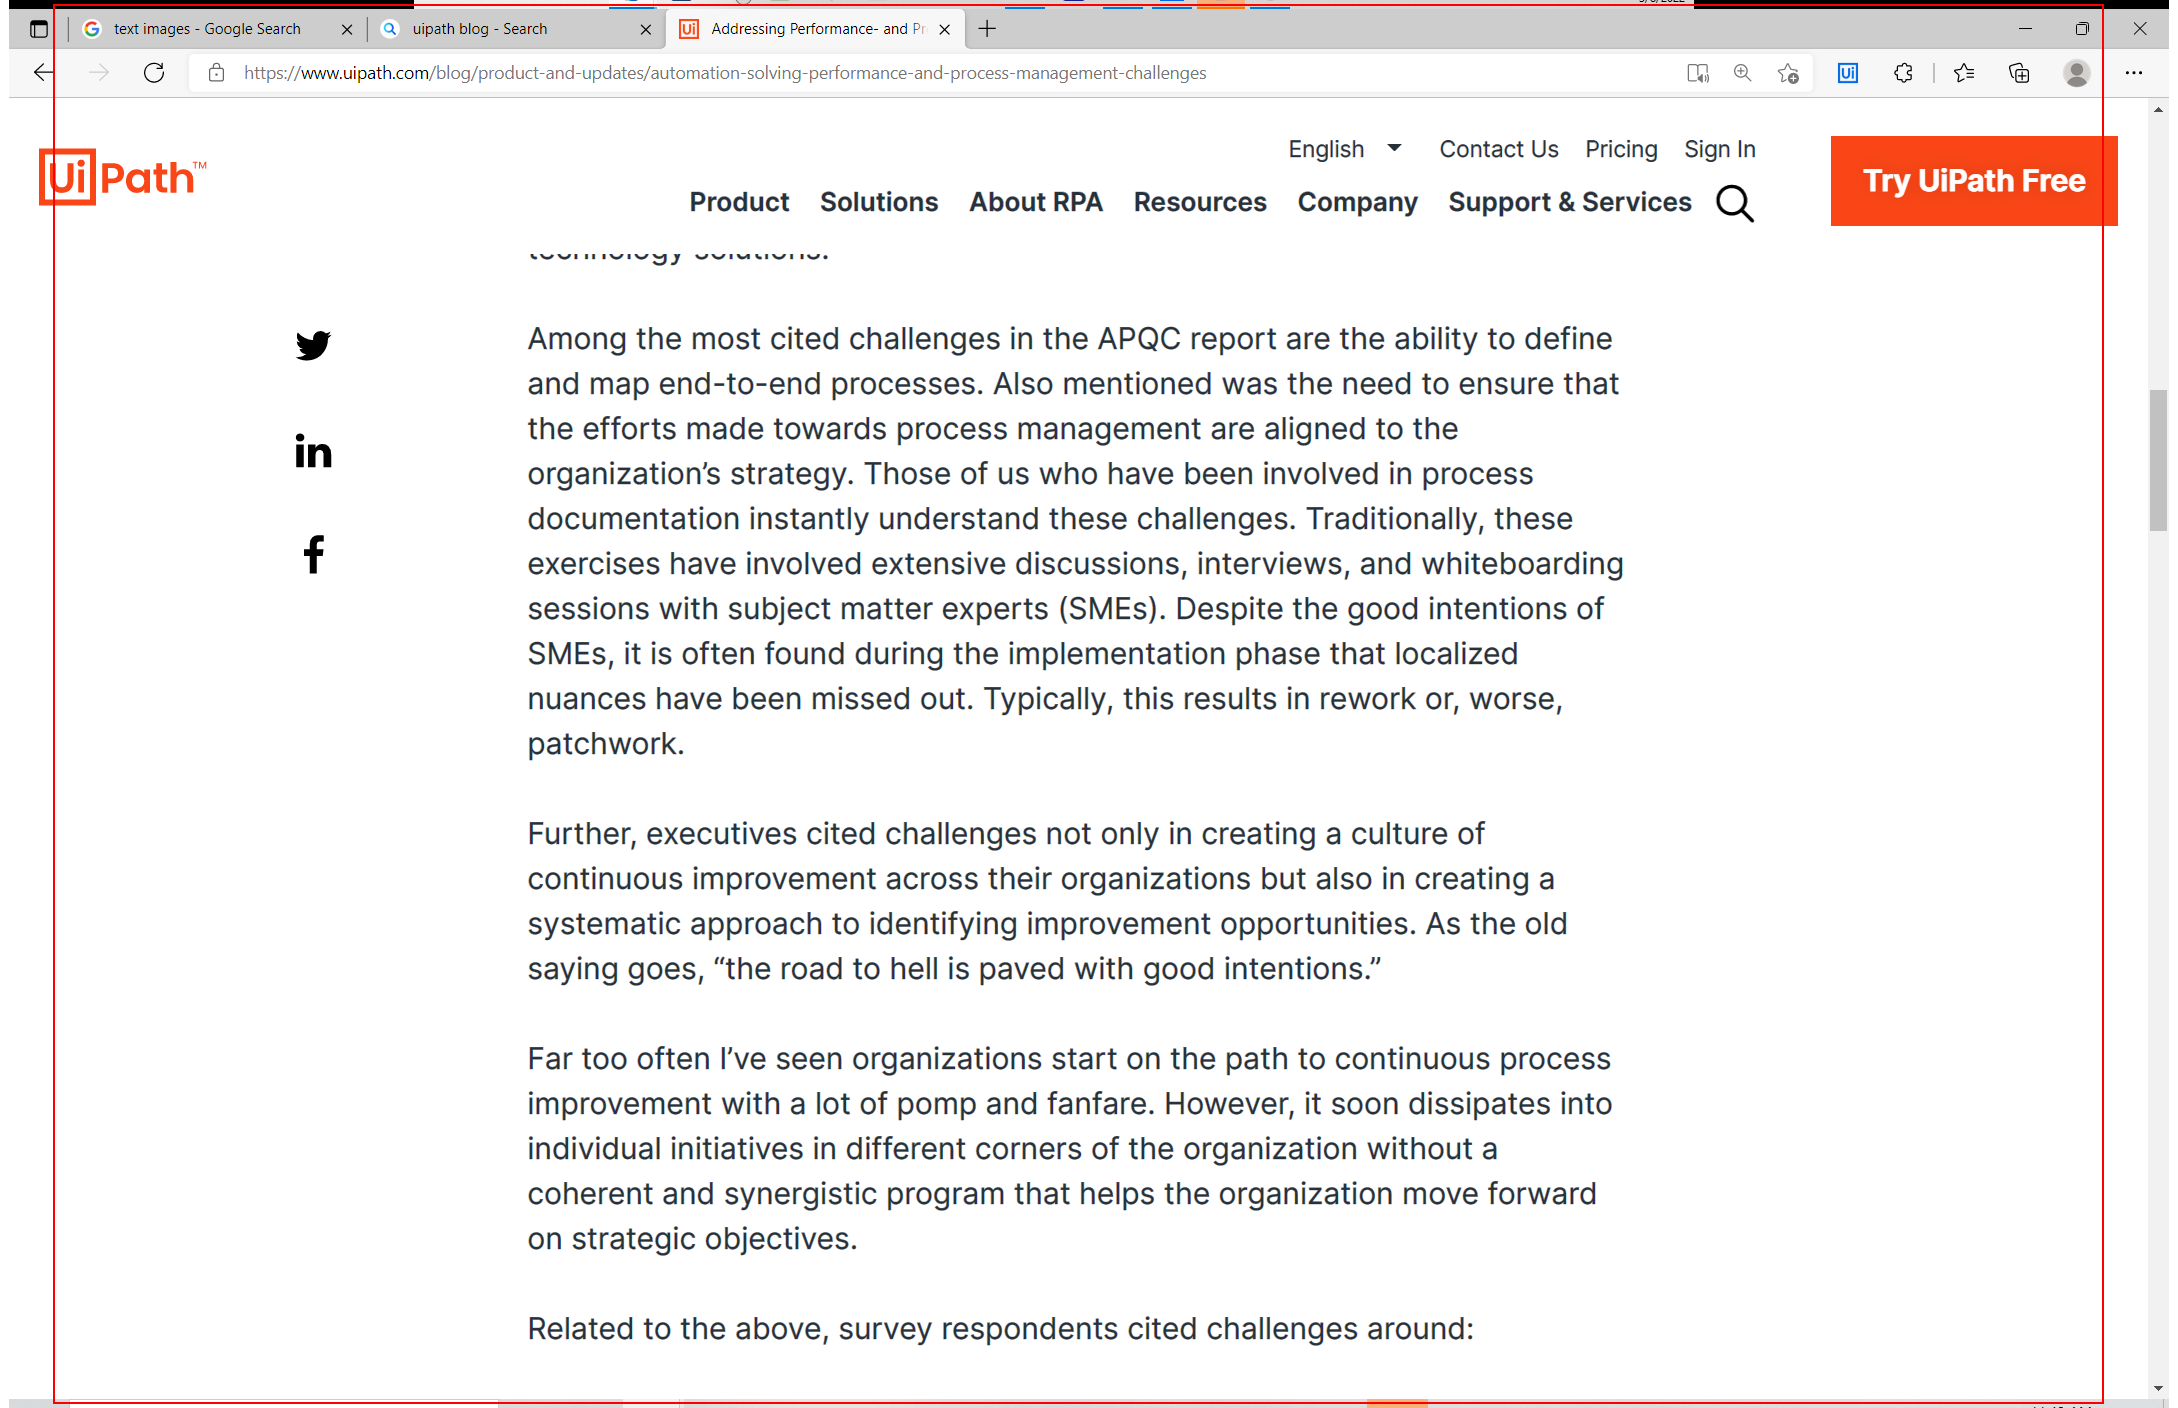 text images - Google Search
uipath blog - Search
Addressing Performance- and Pr
https://www.uipath.com/blog/product-and-updates/automation-solving-performance-and-process-management-challenges
Ui
English
Contact Us
Pricing
Sign In
UiPath™
Try UiPath Free
Product
Solutions
About RPA
Resources
Company
Support & Services
technology solutions.
Among the most cited challenges in the APQC report are the ability to define
and map end-to-end processes. Also mentioned was the need to ensure that
the efforts made towards process management are aligned to the
organization’s strategy. Those of us who have been involved in process
documentation instantly understand these challenges. Traditionally, these
exercises have involved extensive discussions, interviews, and whiteboarding
sessions with subject matter experts (SMEs). Despite the good intentions of
SMEs, it is often found during the implementation phase that localized
nuances have been missed out. Typically, this results in rework or, worse,
patchwork.
Further, executives cited challenges not only in creating a culture of
continuous improvement across their organizations but also in creating a
systematic approach to identifying improvement opportunities. As the old
saying goes, “the road to hell is paved with good intentions.”
Far too often I’ve seen organizations start on the path to continuous process
improvement with a lot of pomp and fanfare. However, it soon dissipates into
individual initiatives in different corners of the organization without a
coherent and synergistic program that helps the organization move forward
on strategic objectives.
Related to the above, survey respondents cited challenges around: